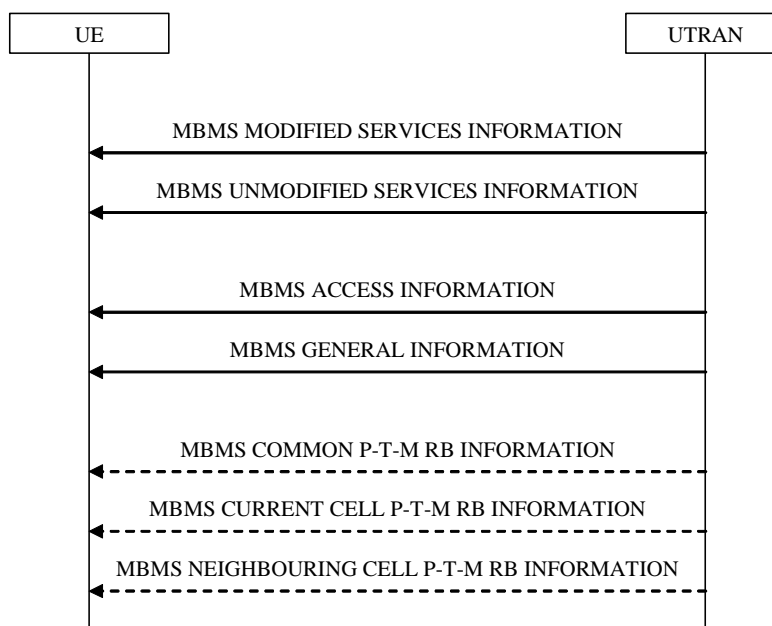 UE
UTRAN
MBMS MODIFIED SERVICES INFORMATION
MBMS UNMODIFIED SERVICES INFORMATION
MBMS ACCESS INFORMATION
MBMS GENERAL INFORMATION
MBMS COMMON P-T-M RB INFORMATION
MBMS CURRENT CELL P-T-M RB INFORMATION
MBMS NEIGHBOURING CELL P-T-M RB INFORMATION